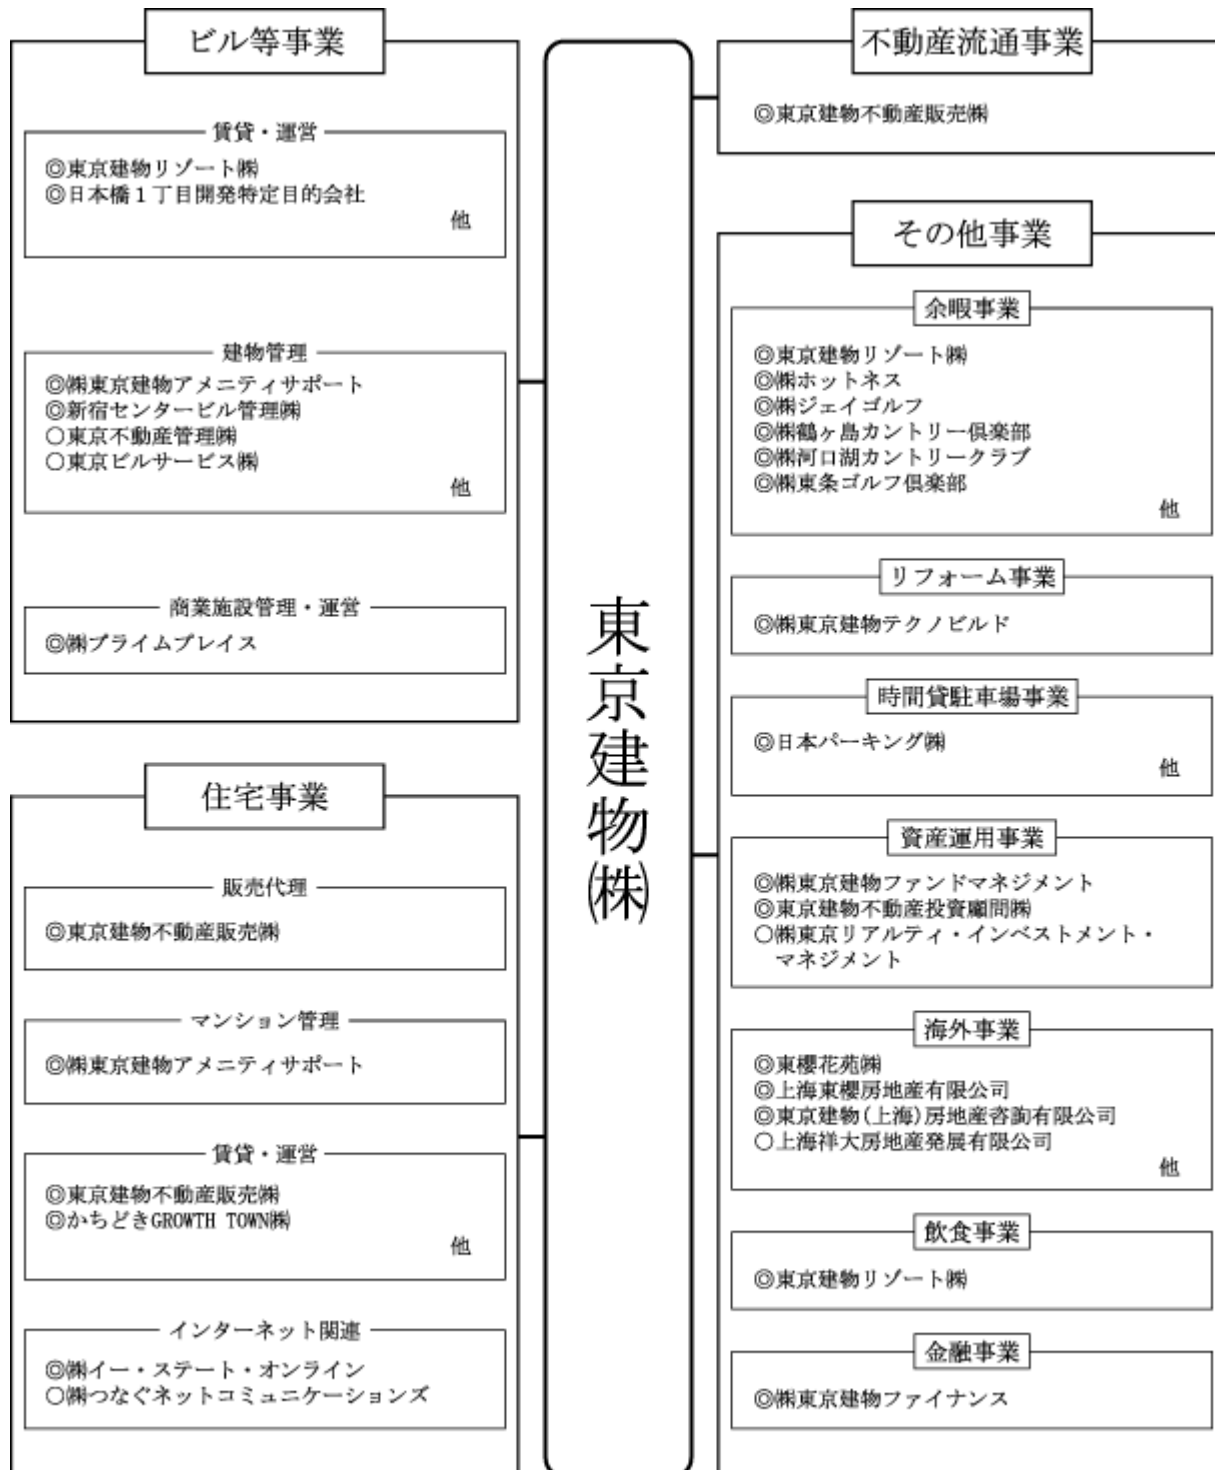 ビル等事業
賃貸・運営
◎東京建物リゾート㈱
◎日本橋１丁目開発特定目的会社
他
建物管理
◎㈱東京建物アメニティサポート
◎新宿センタービル管理㈱
○東京不動産管理㈱
○東京ビルサービス㈱
他
商業施設管理・運営
◎㈱プライムプレイス
住宅事業
販売代理
◎東京建物不動産販売㈱
マンション管理
◎㈱東京建物アメニティサポート
賃貸・運営
◎東京建物不動産販売㈱
◎かちどきGROWTH TOWN㈱
他
インターネット関連
◎㈱イー・ステート・オンライン
○㈱つなぐネットコミュニケーションズ
東京建物㈱
不動産流通事業
◎東京建物不動産販売㈱
その他事業
余暇事業
◎東京建物リゾート㈱
◎㈱ホットネス
◎㈱ジェイゴルフ
◎㈱鶴ヶ島カントリー倶楽部
◎㈱河口湖カントリークラブ
◎㈱東条ゴルフ倶楽部
他
リフォーム事業
◎㈱東京建物テクノビルド
時間貸駐車場事業
◎日本パーキング㈱
他
資産運用事業
◎㈱東京建物ファンドマネジメント
◎東京建物不動産投資顧問㈱
○㈱東京リアルティ・インベストメント・
マネジメント
海外事業
◎東櫻花苑㈱
◎上海東櫻房地産有限公司
◎東京建物(上海)房地産咨詢有限公司
○上海祥大房地産発展有限公司
他
飲食事業
◎東京建物リゾート㈱
金融事業
◎㈱東京建物ファイナンス